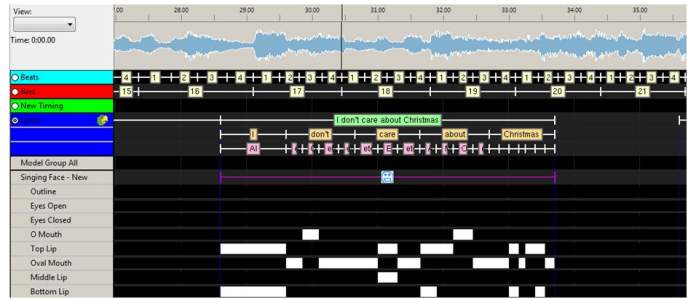 View:
7.00 28.00 29.00 30.00 31.00 32.00 33.00 34.00 35.00
Time: 0:00.00
Beats 4 1 2 3 4 1 2 3 4 1 2 3 4 1 2 3 4 1 2 3 4 1 2 3 4
Bars 15 16 17 18 19 20 21
New Timing
I don't care about Christmas
I don't care about Christmas
AI et E et O
Model Group All
Singing Face - New
Outline
Eyes Open
Eyes Closed
O Mouth
Top Lip
Oval Mouth
Middle Lip
Bottom Lip